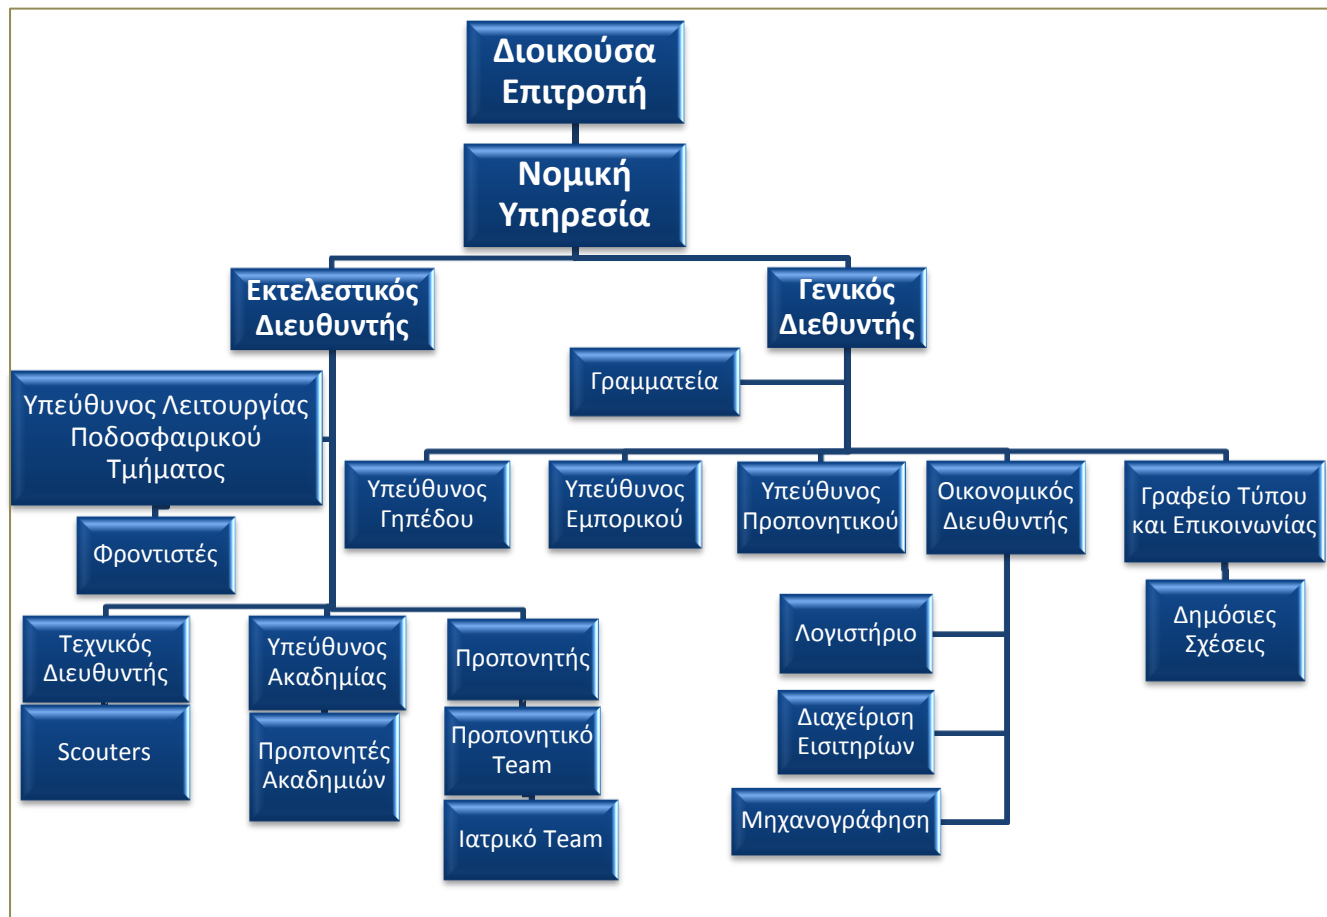 Διοικούσα
Επιτροπή
Νομική
Υπηρεσία
Εκτελεστικός
Διευθυντής
Γενικός
Διεθυντής
Γραμματεία
Υπεύθυνος Λειτουργίας
Ποδοσφαιρικού
Τμήματος
Φροντιστές
Υπεύθυνος
Γηπέδου
Υπεύθυνος
Εμπορικού
Υπεύθυνος
Προπονητικού
Οικονομικός
Διευθυντής
Γραφείο Τύπου
και Επικοινωνίας
Τεχνικός
Διευθυντής
Scouters
Υπεύθυνος
Ακαδημίας
Προπονητές
Ακαδημιών
Προπονητής
Προπονητικό
Team
Ιατρικό Team
Λογιστήριο
Διαχείριση
Εισιτηρίων
Μηχανογράφηση
Δημόσιες
Σχέσεις